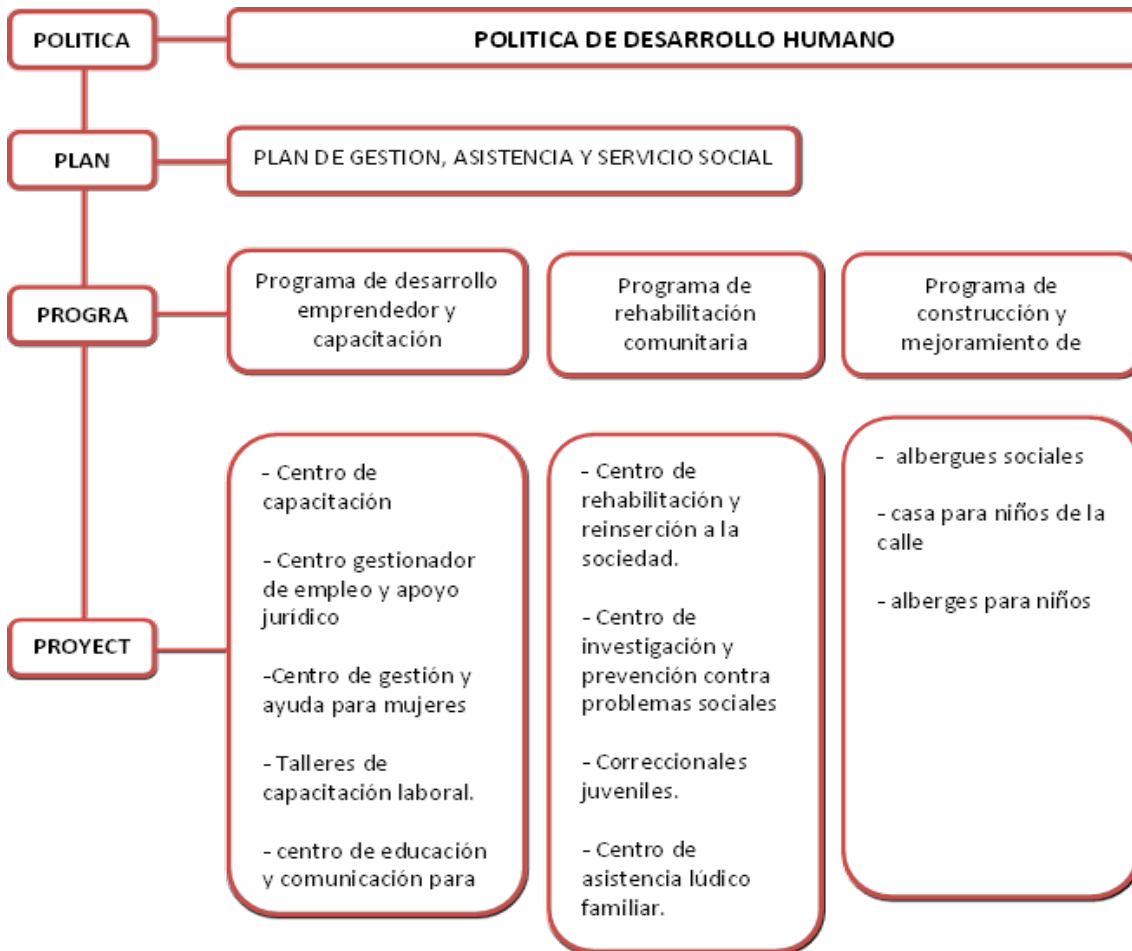 POLITICA
POLITICA DE DESARROLLO HUMANO
PLAN
PLAN DE GESTION, ASISTENCIA Y SERVICIO SOCIAL
PROGRA
Programa de desarrollo
emprendedor y
capacitación
Programa de
rehabilitación
comunitaria
Programa de
construcción y
mejoramiento de
PROYECT
- Centro de
capacitación
- Centro gestionador
de empleo y apoyo
jurídico
-Centro de gestión y
ayuda para mujeres
- Talleres de
capacitación laboral.
- centro de educación
y comunicación para
- Centro de
rehabilitación y
reinserción a la
sociedad.
- Centro de
investigación y
prevención contra
problemas sociales
- Correccionales
juveniles.
- Centro de
asistencia lúdico
familiar.
- albergues sociales
- casa para niños de la
calle
- alberges para niños